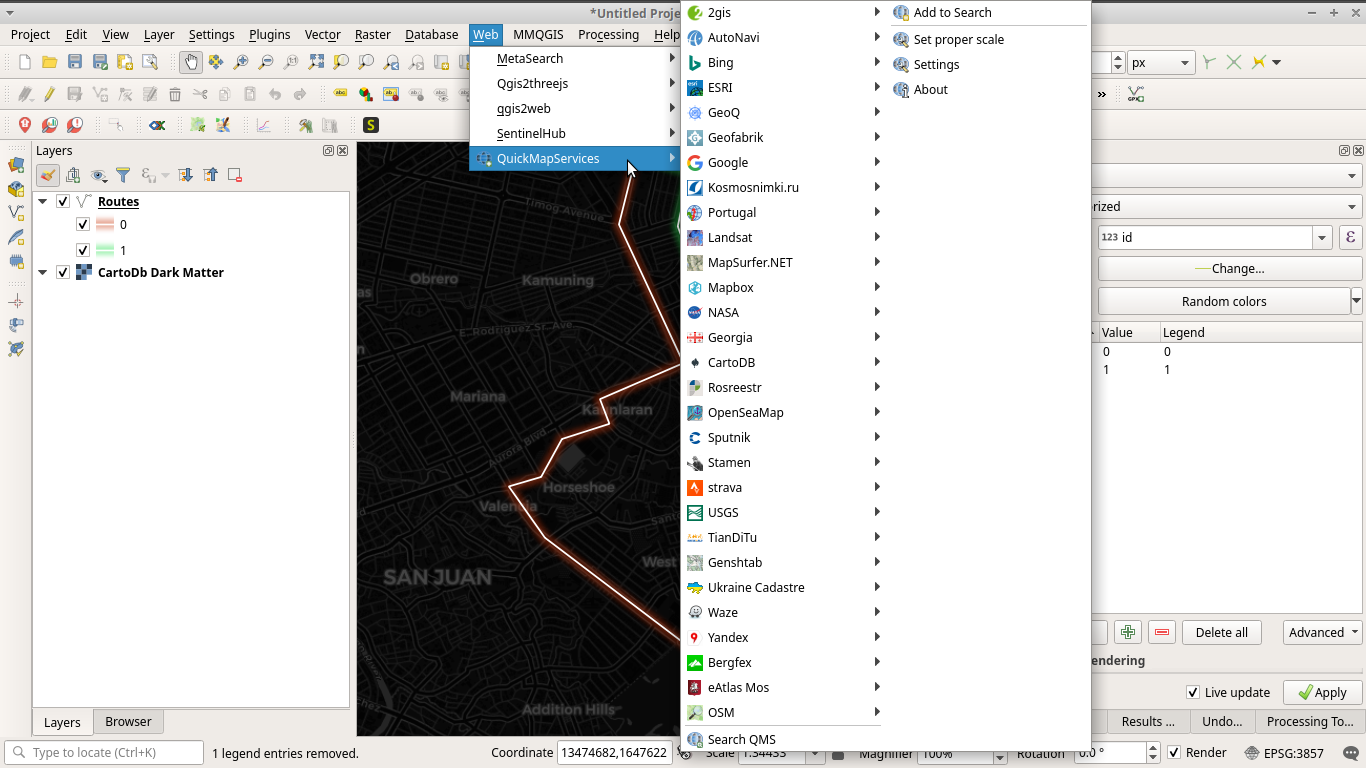 *Untitled Proje
Project Edit View Layer Settings Plugins Vector Raster Database Web MMQGIS Processing Help
MetaSearch
Qgis2threejs
qgis2web
SentinelHub
QuickMapServices
2gis
AutoNavi
Bing
ESRI
GeoQ
Geofabrik
Google
Kosmosnimki.ru
Portugal
Landsat
MapSurfer.NET
Mapbox
NASA
Georgia
CartoDB
Rosreestr
OpenSeaMap
Sputnik
Stamen
strava
USGS
TianDiTu
Genshtab
Ukraine Cadastre
Waze
Yandex
Bergfex
eAtlas Mos
OSM
Search QMS
Add to Search
Set proper scale
Settings
About
px
»
Layers
Routes
0
1
CartoDb Dark Matter
Timog Avenue
Obrero
Kamuning
as
E. Rodriguez Sr. Ave
Mariana
Kaunlaran
Aurora Blvd
Horseshoe
Valencia
West
SAN JUAN
Addition Hills
rized
123 id
ε
Change...
Random colors
Value Legend
0 0
1 1
Delete all
Advanced
endering
Live update
Apply
Layers Browser
Results ... Undo... Processing To...
Type to locate (Ctrl+K)
1 legend entries removed.
Coordinate 13474682,1647622
Scale 1:34433
Magnifier 100%
Rotation 0.0 °
Render
EPSG:3857